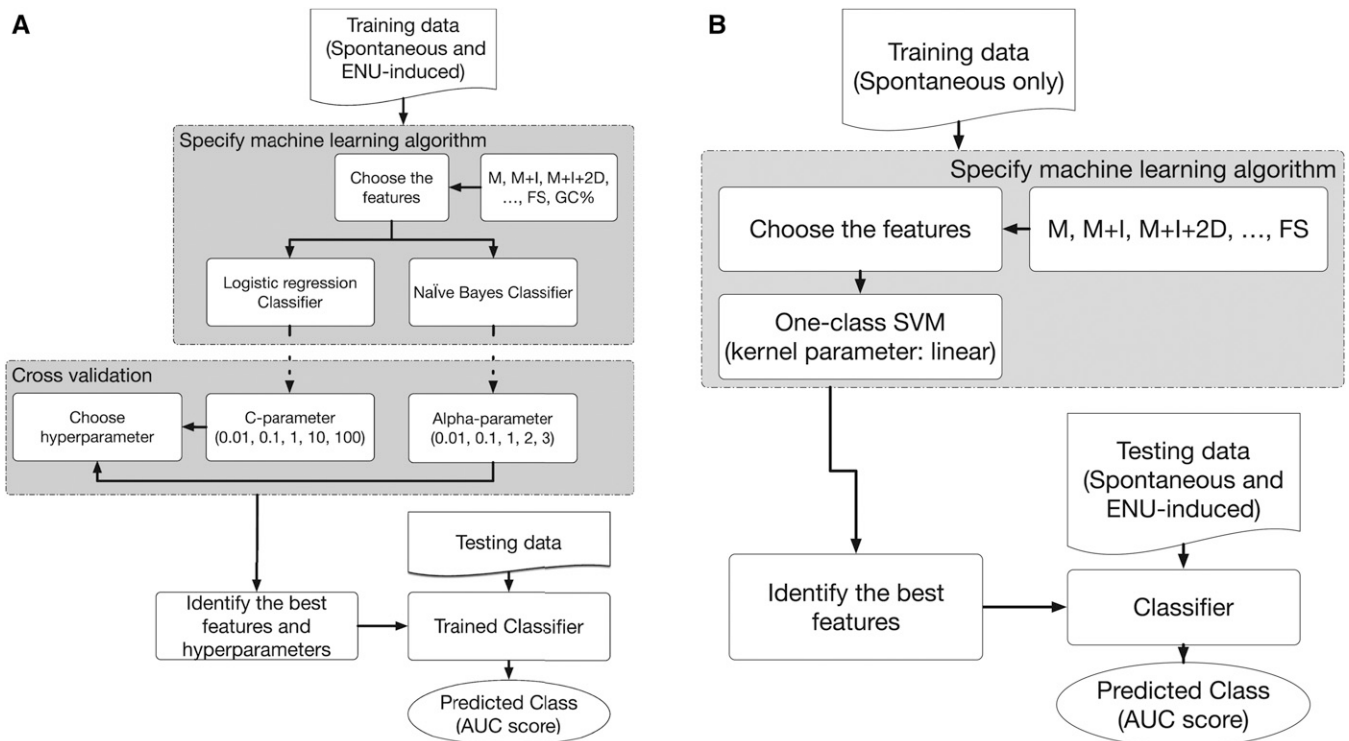 A
Training data
(Spontaneous and
ENU-induced)
Specify machine learning algorithm
Choose the
features
M, M+I, M+I+2D,
..., FS, GC%
Logistic regression
Classifier
NaÏve Bayes Classifier
Cross validation
Choose
hyperparameter
C-parameter
(0.01, 0.1, 1, 10, 100)
Alpha-parameter
(0.01, 0.1, 1, 2, 3)
Testing data
Identify the best
features and
hyperparameters
Trained Classifier
Predicted Class
(AUC score)
B
Training data
(Spontaneous only)
Specify machine learning algorithm
Choose the features
M, M+I, M+I+2D, ..., FS
One-class SVM
(kernel parameter: linear)
Testing data
(Spontaneous and
ENU-induced)
Identify the best
features
Classifier
Predicted Class
(AUC score)